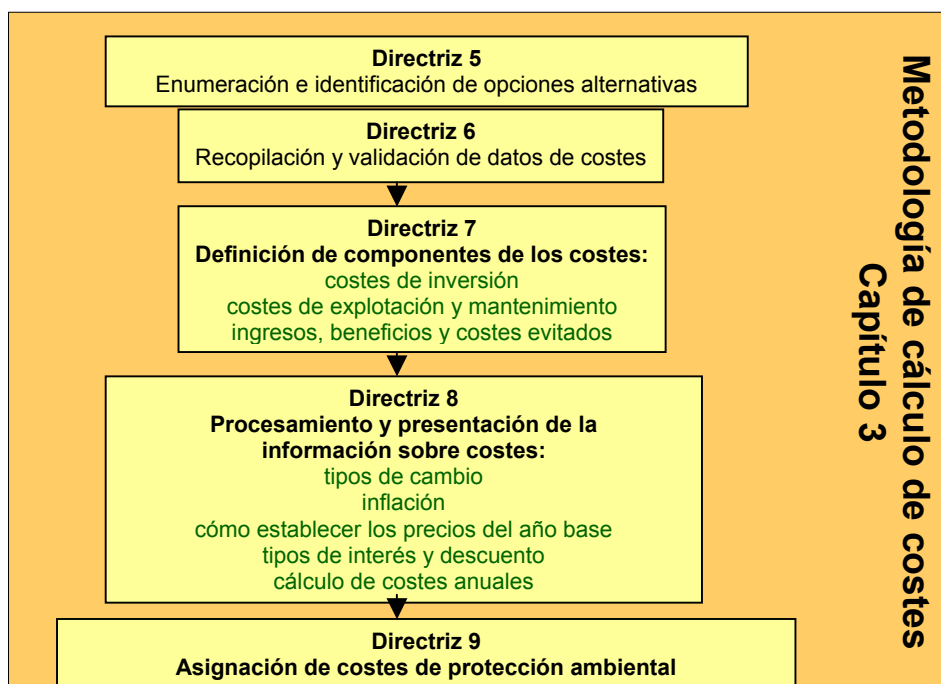 Directriz 5
Enumeración e identificación de opciones alternativas
Directriz 6
Recopilación y validación de datos de costes
Directriz 7
Definición de componentes de los costes:
costes de inversión
costes de explotación y mantenimiento
ingresos, beneficios y costes evitados
Directriz 8
Procesamiento y presentación de la
información sobre costes:
tipos de cambio
inflación
cómo establecer los precios del año base
tipos de interés y descuento
cálculo de costes anuales
Directriz 9
Asignación de costes de protección ambiental
Metodología de cálculo de costes
Capítulo 3